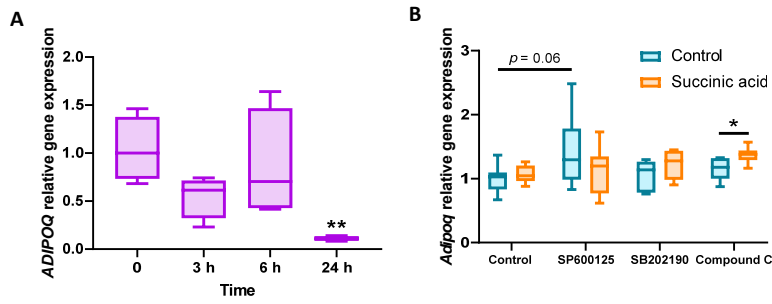 A
ADIPOQ relative gene expression
2.0
1.5
1.0
0.5
0.0
**
0
3 h
6 h
24 h
Time
B
Adipoq relative gene expression
3
2
1
0
p = 0.06
Control
Succinic acid
*
Control
SP600125
SB202190
Compound C